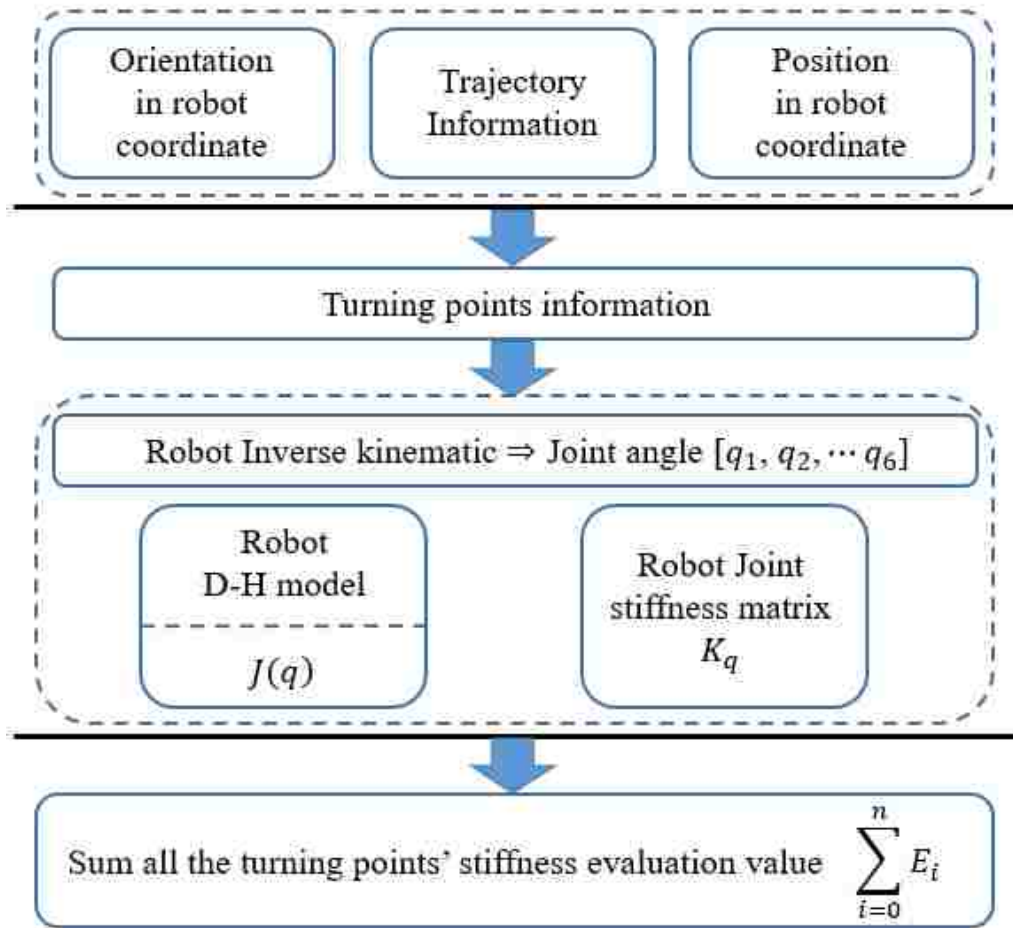 Orientation
in robot
coordinate
Trajectory
Information
Position
in robot
coordinate
Turning points information
Robot Inverse kinematic ⇒ Joint angle [q₁, q₂, ⋯ q₆]
Robot
D-H model
J(q)
Robot Joint
stiffness matrix
K_q
Sum all the turning points’ stiffness evaluation value ∑_{i=0}^{n} E_i